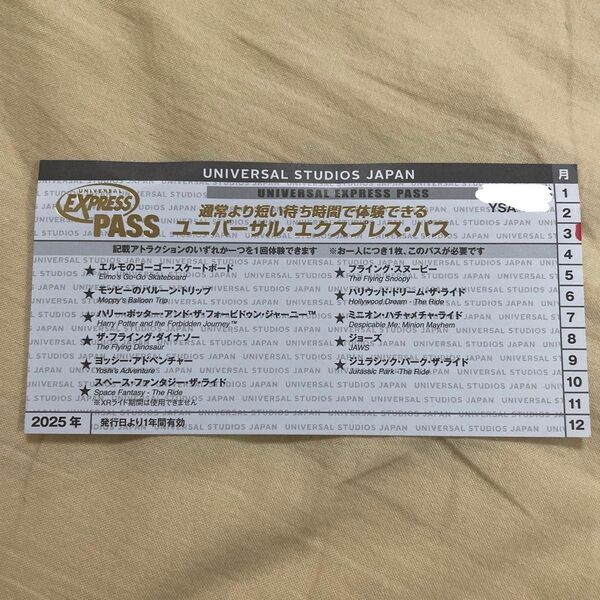 UNIVERSAL STUDIOS JAPAN
月
UNIVERSAL
EXPRESS
PASS
UNIVERSAL EXPRESS PASS
YSA
通常より短い待ち時間で体験できる
ユニバーサル・エクスプレス・パス
記載アトラクションのいずれか一つを1回体験できます ※お一人につき1枚、このパスが必要です
★ エルモのゴーゴー・スケートボード
Elmo's Go-Go Skateboard
★ モッピーのバルーン・トリップ
Moppy's Balloon Trip
★ ハリー・ポッター・アンド・ザ・フォービドゥン・ジャーニー™
Harry Potter and the Forbidden Journey™
★ ザ・フライング・ダイナソー
The Flying Dinosaur
★ ヨッシー・アドベンチャー
Yoshi's Adventure
★ スペース・ファンタジー・ザ・ライド
Space Fantasy - The Ride
※XRライド期間は使用できません
★ フライング・スヌーピー
The Flying Snoopy
★ ハリウッド・ドリーム・ザ・ライド
Hollywood Dream - The Ride
★ ミニオン・ハチャメチャ・ライド
Despicable Me: Minion Mayhem
★ ジョーズ
JAWS
★ ジュラシック・パーク・ザ・ライド
Jurassic Park -The Ride
2025年 発行日より1年間有効
1
2
3
4
5
6
7
8
9
10
11
12